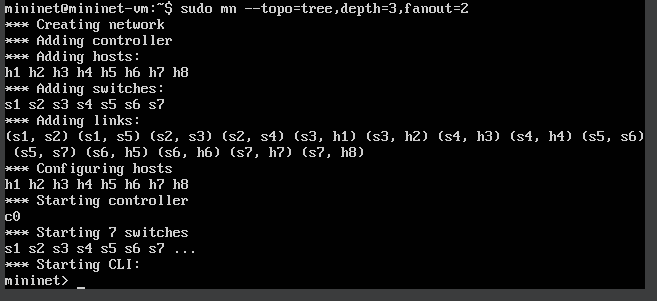 mininet@mininet-vm:~$ sudo mn --topo=tree,depth=3,fanout=2
*** Creating network
*** Adding controller
*** Adding hosts:
h1 h2 h3 h4 h5 h6 h7 h8
*** Adding switches:
s1 s2 s3 s4 s5 s6 s7
*** Adding links:
(s1, s2) (s1, s5) (s2, s3) (s2, s4) (s3, h1) (s3, h2) (s4, h3) (s4, h4) (s5, s6)
 (s5, s7) (s6, h5) (s6, h6) (s7, h7) (s7, h8)
*** Configuring hosts
h1 h2 h3 h4 h5 h6 h7 h8
*** Starting controller
c0
*** Starting 7 switches
s1 s2 s3 s4 s5 s6 s7 ...
*** Starting CLI:
mininet> _